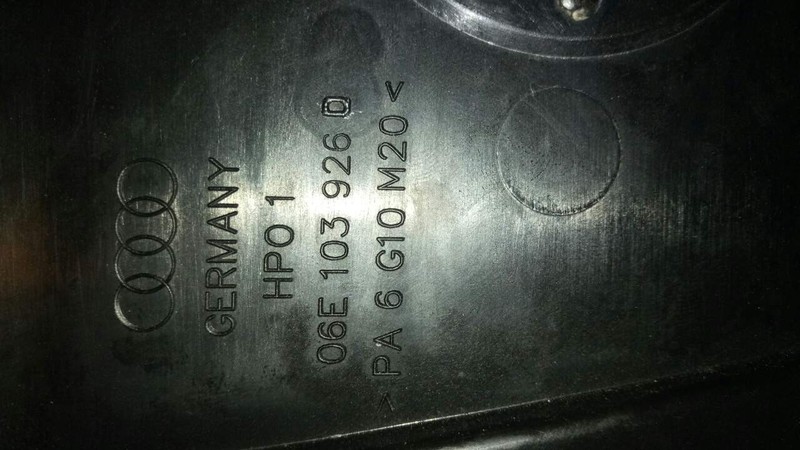 GERMANY
HPO 1
06E 103 926 D
>PA 6 G10 M20<